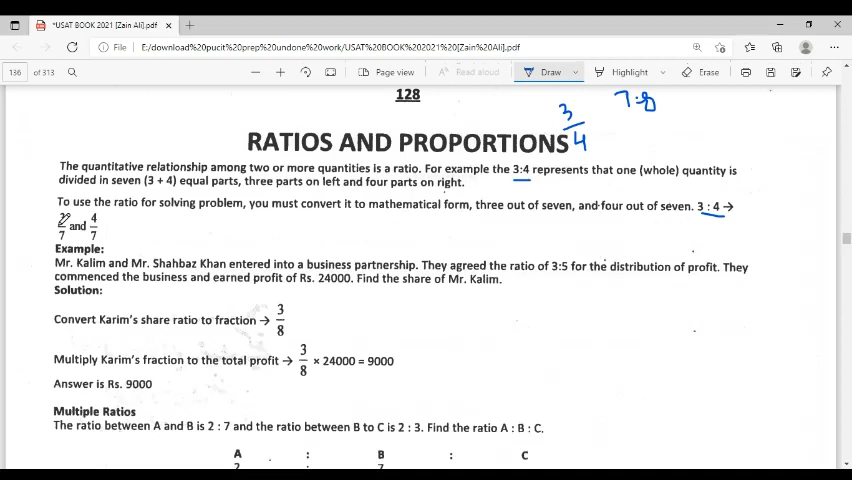 *USAT BOOK 2021 [Zain Ali].pdf
File E:/download%20pucit%20prep%20undone%20work/USAT%20BOOK%202021%20[Zain%20Ali].pdf
136 of 313 Page view Read aloud Draw Highlight Erase
128
3/4 7:8
RATIOS AND PROPORTIONS
The quantitative relationship among two or more quantities is a ratio. For example the 3:4 represents that one (whole) quantity is
divided in seven (3 + 4) equal parts, three parts on left and four parts on right.
To use the ratio for solving problem, you must convert it to mathematical form, three out of seven, and four out of seven. 3 : 4 →
3/7 and 4/7
Example:
Mr. Kalim and Mr. Shahbaz Khan entered into a business partnership. They agreed the ratio of 3:5 for the distribution of profit. They
commenced the business and earned profit of Rs. 24000. Find the share of Mr. Kalim.
Solution:
Convert Karim's share ratio to fraction → 3/8
Multiply Karim's fraction to the total profit → 3/8 × 24000 = 9000
Answer is Rs. 9000
Multiple Ratios
The ratio between A and B is 2 : 7 and the ratio between B to C is 2 : 3. Find the ratio A : B : C.
A : B : C
2 : 7